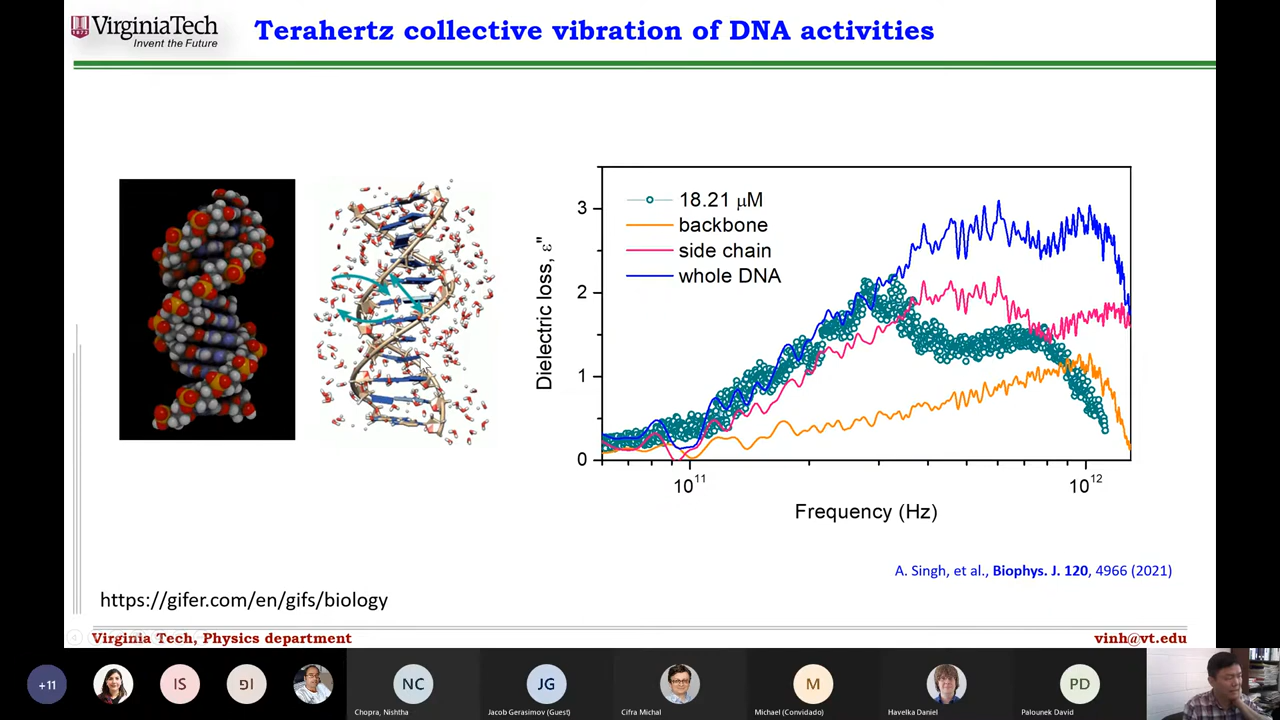 VirginiaTech
Invent the Future
Terahertz collective vibration of DNA activities
18.21 μM
backbone
side chain
whole DNA
Dielectric loss, ε"
3
2
1
0
10¹¹
10¹²
Frequency (Hz)
A. Singh, et al., Biophys. J. 120, 4966 (2021)
https://gifer.com/en/gifs/biology
Virginia Tech, Physics department
vinh@vt.edu
+11
IS
פו
NC
JG
M
PD
Chopra, Nishtha
Jacob Gerasimov (Guest)
Cifra Michal
Michael (Convidado)
Havelka Daniel
Palounek David